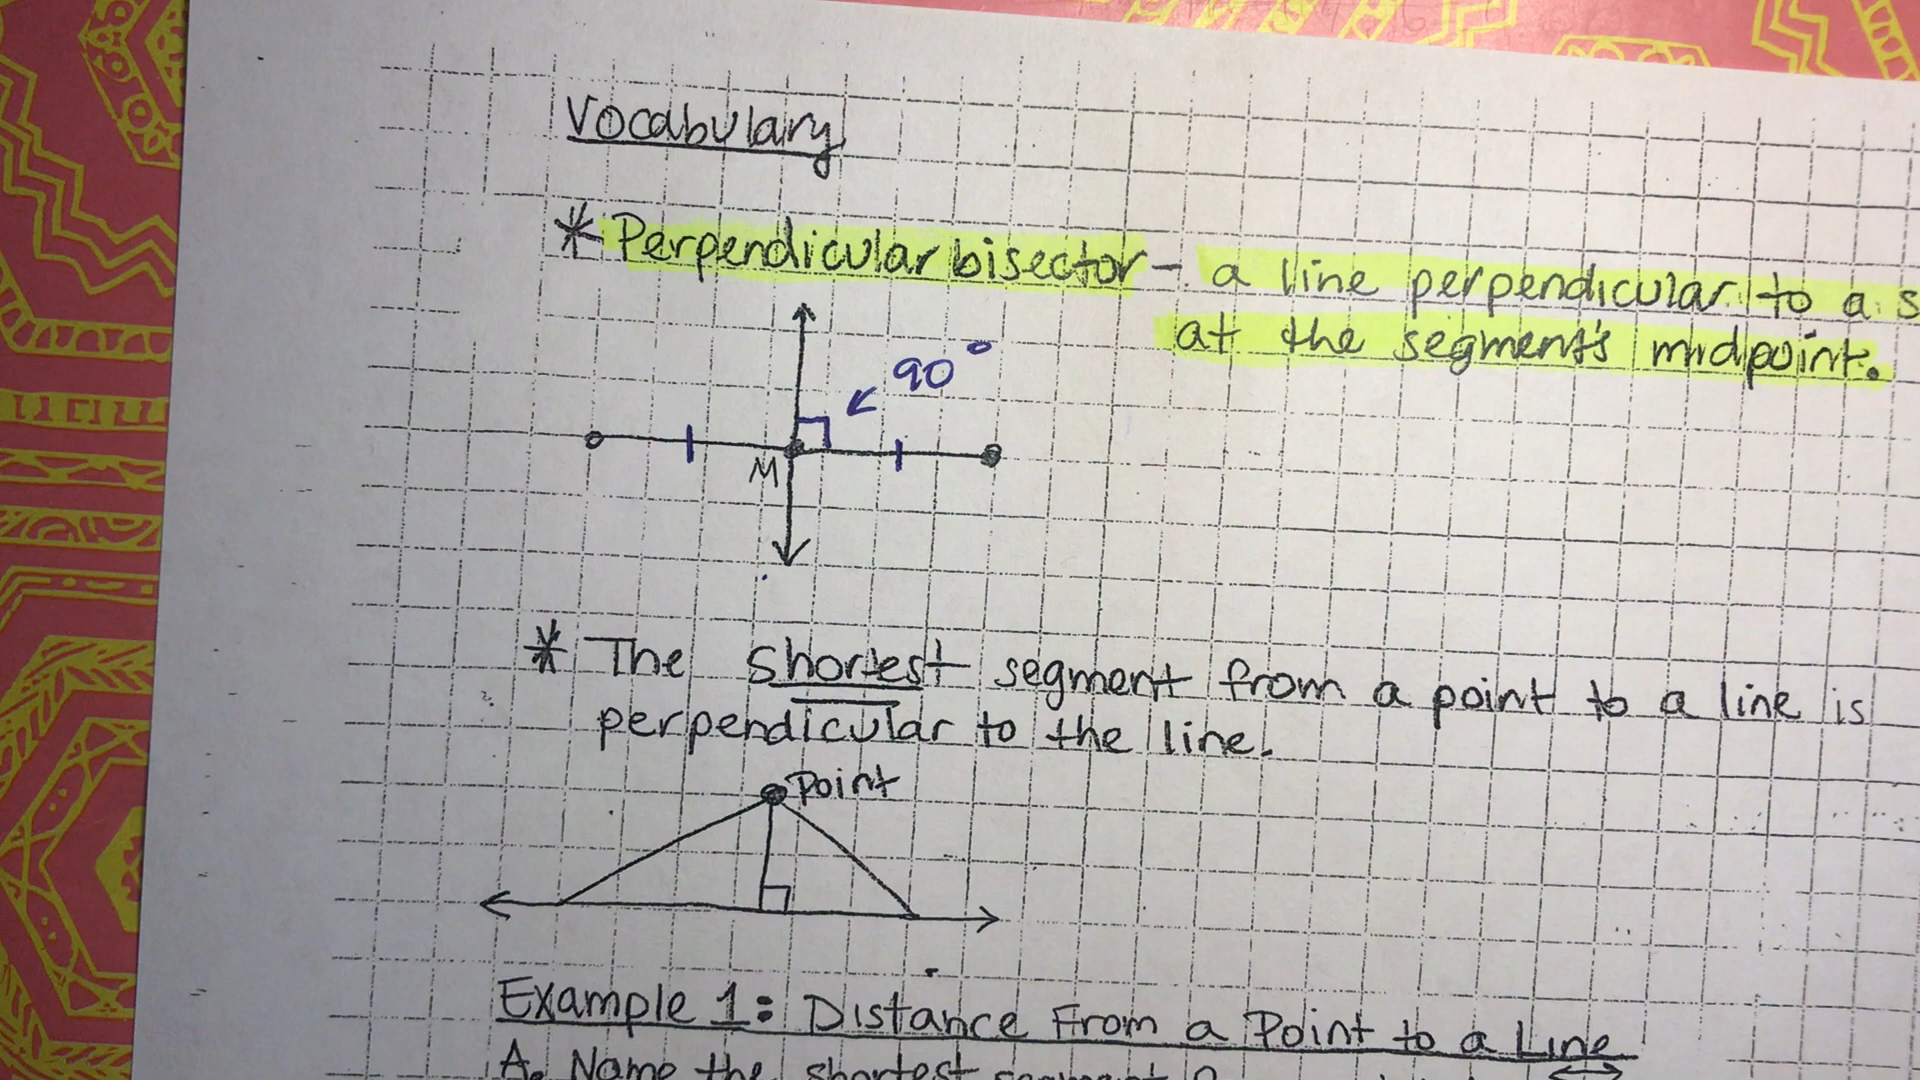 Vocabulary
* Perpendicular bisector - a line perpendicular to a
at the segment's midpoint.
90°
M
* The shortest segment from a point to a line is
perpendicular to the line.
Point
Example 1: Distance From a Point to a Line
A. Name the shortest segment